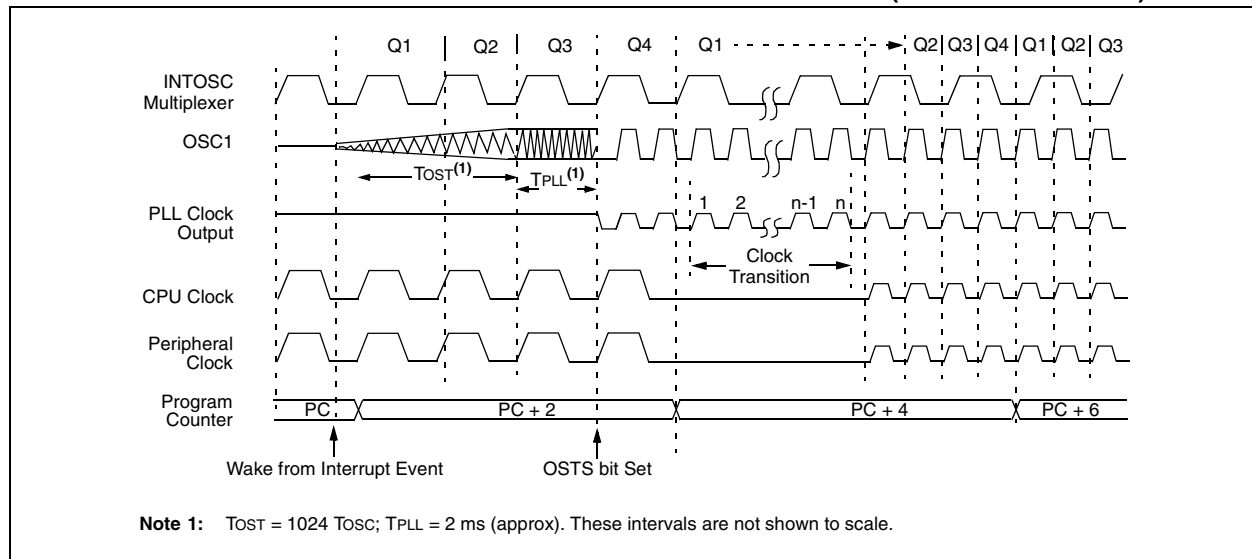 Q1 Q2 Q3 Q4 Q1 Q2 Q3 Q4 Q1 Q2 Q3
INTOSC
Multiplexer
OSC1
TOST(1)
TPLL(1)
1 2 n-1 n
PLL Clock
Output
Clock
Transition
CPU Clock
Peripheral
Clock
Program
Counter
PC PC + 2 PC + 4 PC + 6
Wake from Interrupt Event OSTS bit Set
Note 1: TOST = 1024 TOSC; TPLL = 2 ms (approx). These intervals are not shown to scale.